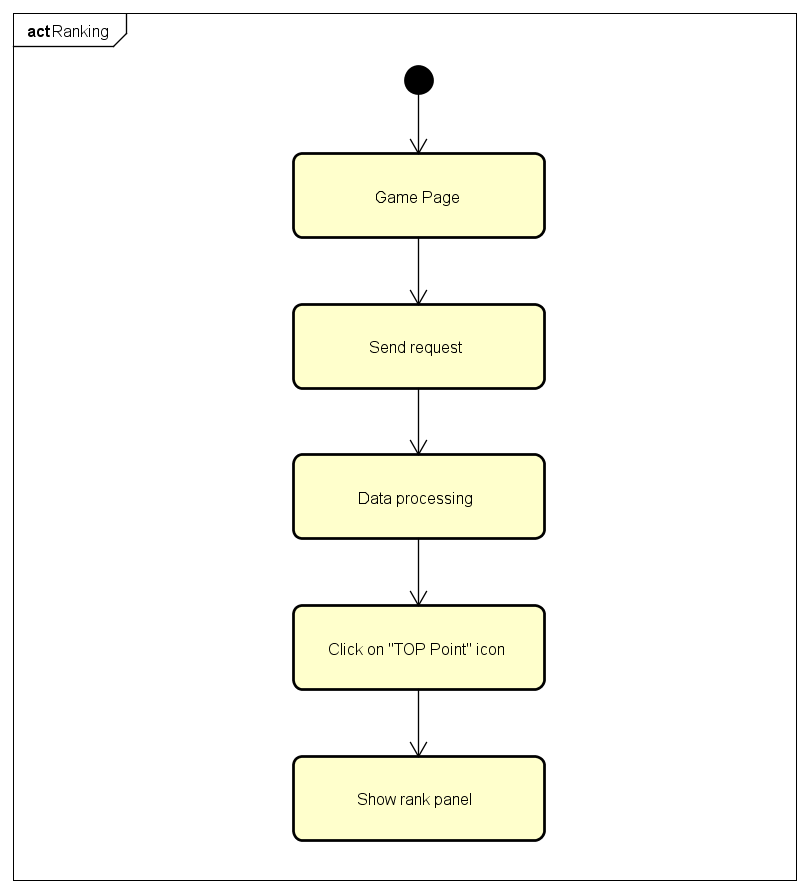 act Ranking
Game Page
Send request
Data processing
Click on "TOP Point" icon
Show rank panel